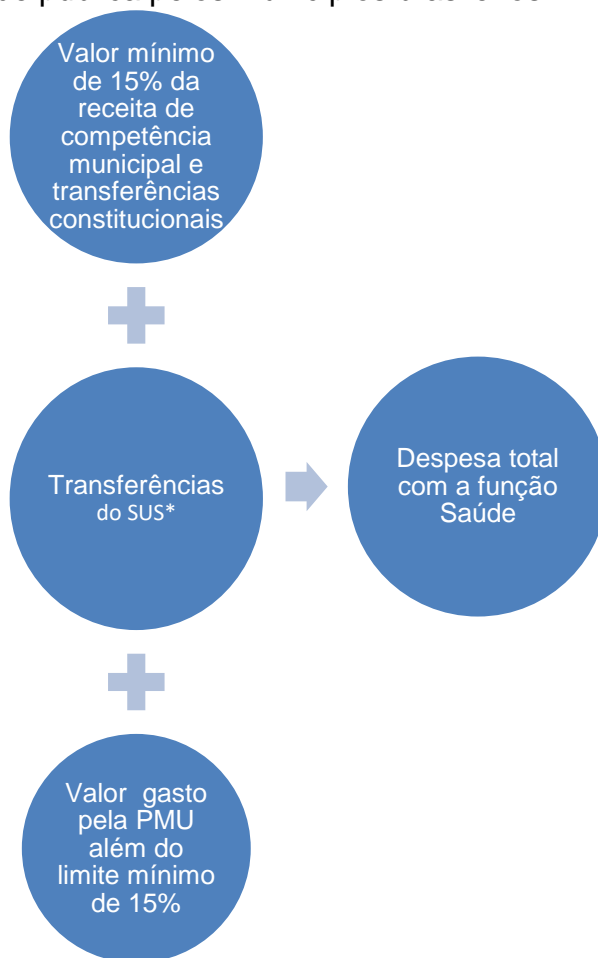 Valor mínimo
de 15% da
receita de
competência
municipal e
transferências
constitucionais
Transferências
do SUS*
Despesa total
com a função
Saúde
Valor gasto
pela PMU
além do
limite mínimo
de 15%